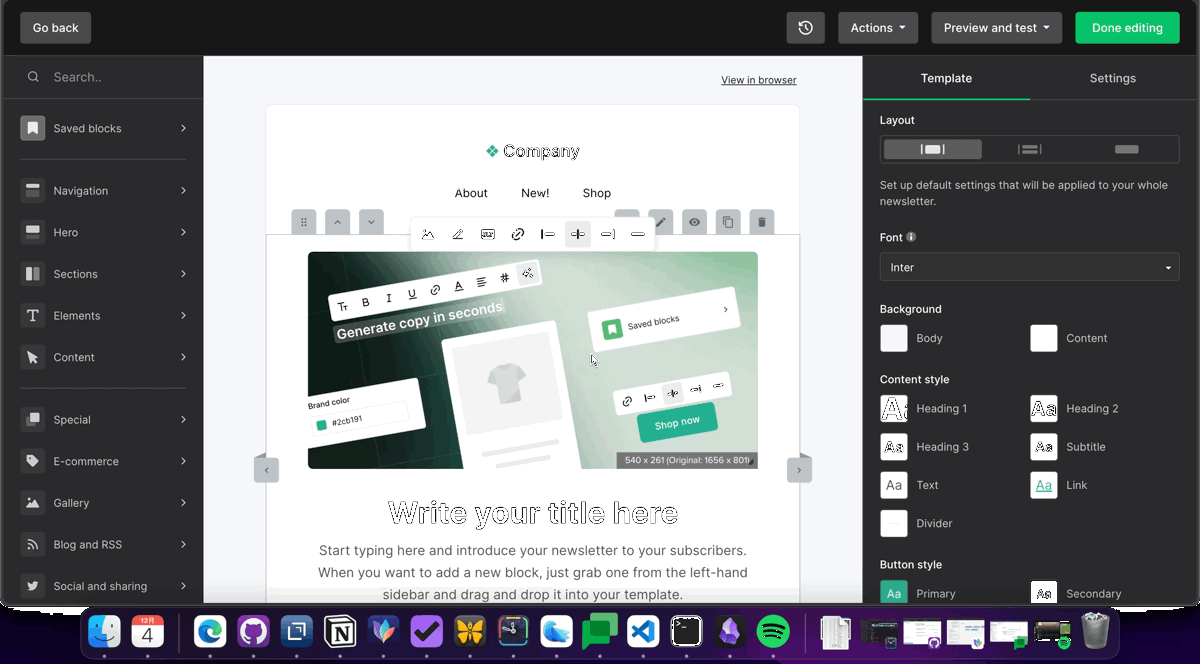 Go back
Actions
Preview and test
Done editing
Search..
View in browser
Template
Settings
Saved blocks
Navigation
Hero
Sections
Elements
Content
Special
E-commerce
Gallery
Blog and RSS
Social and sharing
Company
About
New!
Shop
Generate copy in seconds
Saved blocks
Brand color
#2cb191
Shop now
540 x 261 (Original: 1656 x 801)
Write your title here
Start typing here and introduce your newsletter to your subscribers.
When you want to add a new block, just grab one from the left-hand
sidebar and drag and drop it into your template.
Layout
Set up default settings that will be applied to your whole
newsletter.
Font
Inter
Background
Body
Content
Content style
Aa Heading 1
Aa Heading 2
Aa Heading 3
Aa Subtitle
Aa Text
Aa Link
Divider
Button style
Aa Primary
Aa Secondary
12月
4